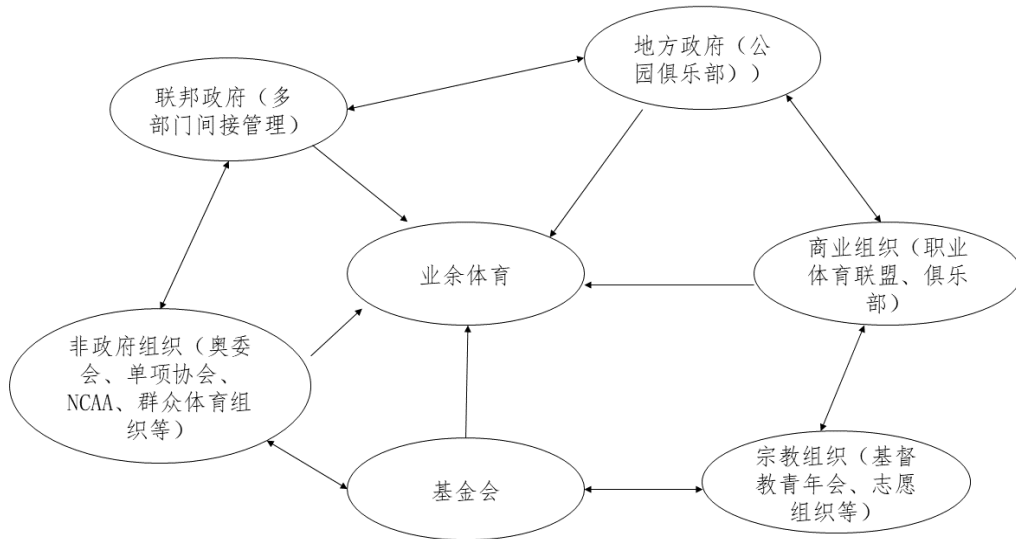 地方政府（公
园俱乐部））
联邦政府（多
部门间接管理）
业余体育
商业组织（职业
体育联盟、俱乐
部）
非政府组织（奥委
会、单项协会、
NCAA、群众体育组
织等）
基金会
宗教组织（基督
教青年会、志愿
组织等）